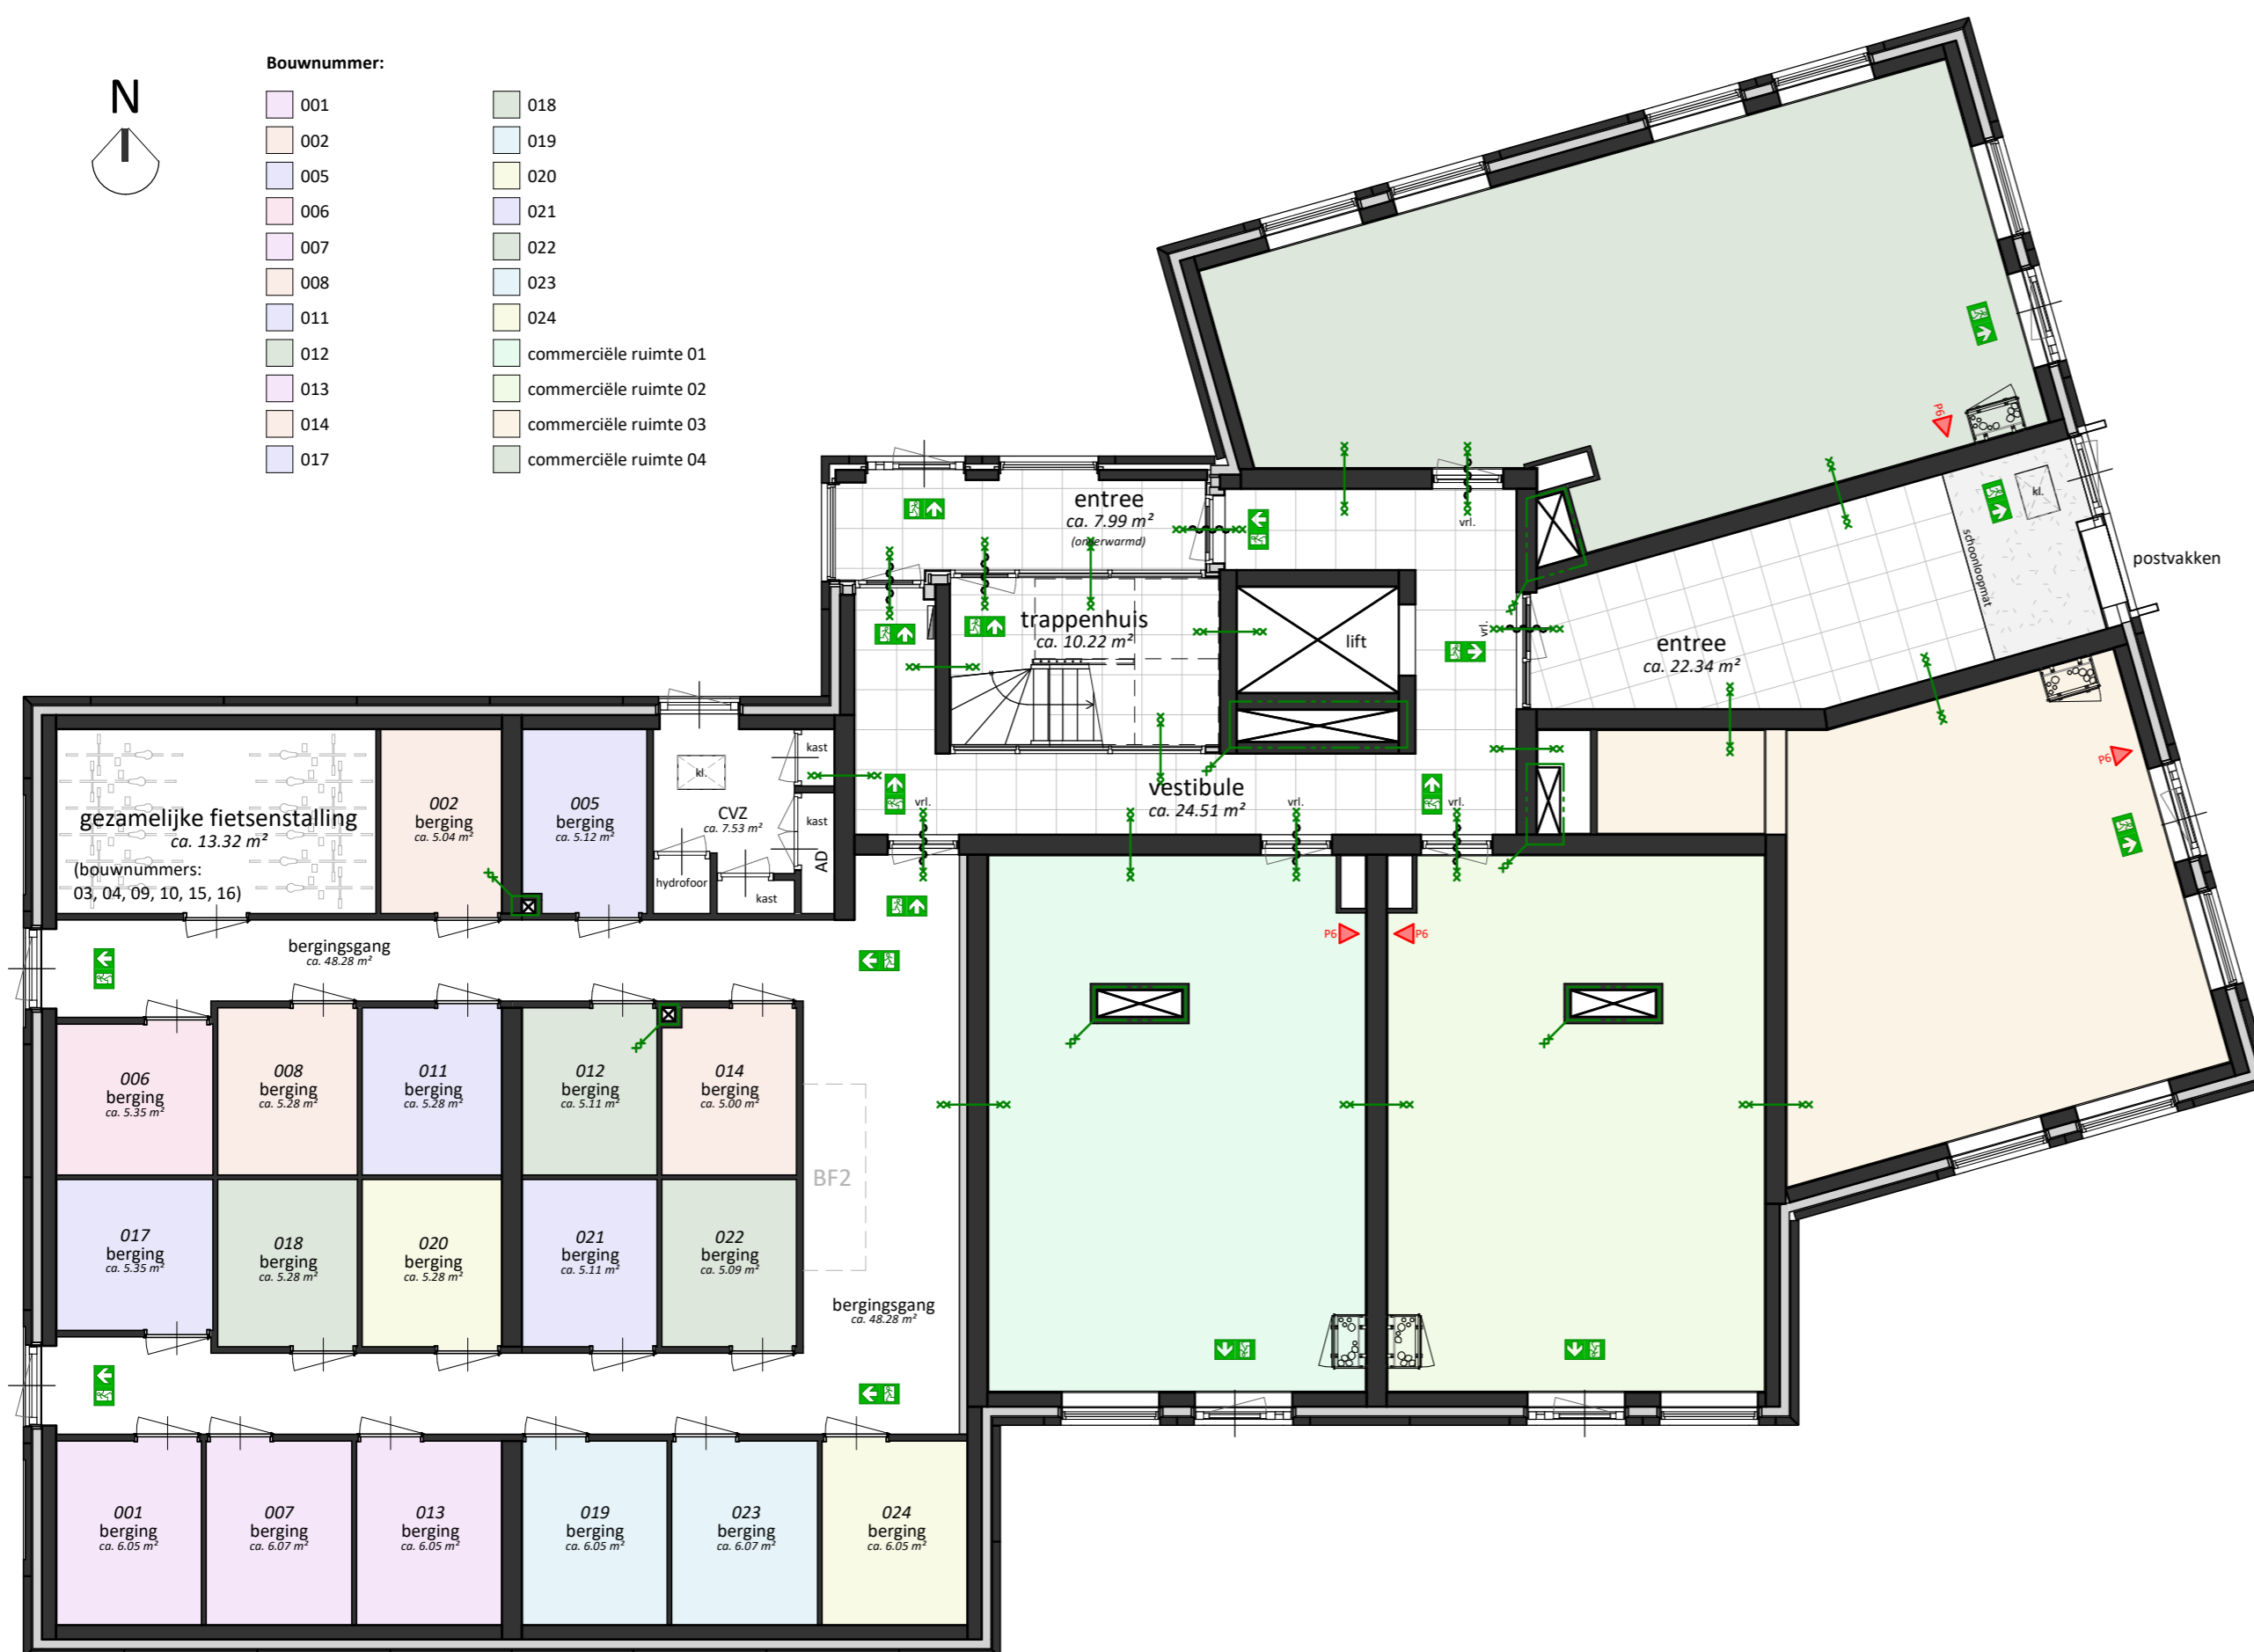 N
Bouwnummer:
001
002
005
006
007
008
011
012
013
014
017
018
019
020
021
022
023
024
commerciële ruimte 01
commerciële ruimte 02
commerciële ruimte 03
commerciële ruimte 04
entree
ca. 7.99 m²
(onderwarmd)
vrl.
P6
kl.
schoonloopmat
postvakken
trappenhuis
ca. 10.22 m²
lift
vrl.
entree
ca. 22.34 m²
P6
vestibule
ca. 24.51 m²
vrl.
vrl.
vrl.
gezamelijke fietsenstalling
ca. 13.32 m²
(bouwnummers:
03, 04, 09, 10, 15, 16)
002
berging
ca. 5.04 m²
005
berging
ca. 5.12 m²
kl.
CVZ
ca. 7.53 m²
kast
kast
AD
hydrofoor
kast
bergingsgang
ca. 48.28 m²
P6
P6
006
berging
ca. 5.35 m²
008
berging
ca. 5.28 m²
011
berging
ca. 5.28 m²
012
berging
ca. 5.11 m²
014
berging
ca. 5.00 m²
BF2
017
berging
ca. 5.35 m²
018
berging
ca. 5.28 m²
020
berging
ca. 5.28 m²
021
berging
ca. 5.11 m²
022
berging
ca. 5.09 m²
bergingsgang
ca. 48.28 m²
001
berging
ca. 6.05 m²
007
berging
ca. 6.07 m²
013
berging
ca. 6.05 m²
019
berging
ca. 6.05 m²
023
berging
ca. 6.07 m²
024
berging
ca. 6.05 m²